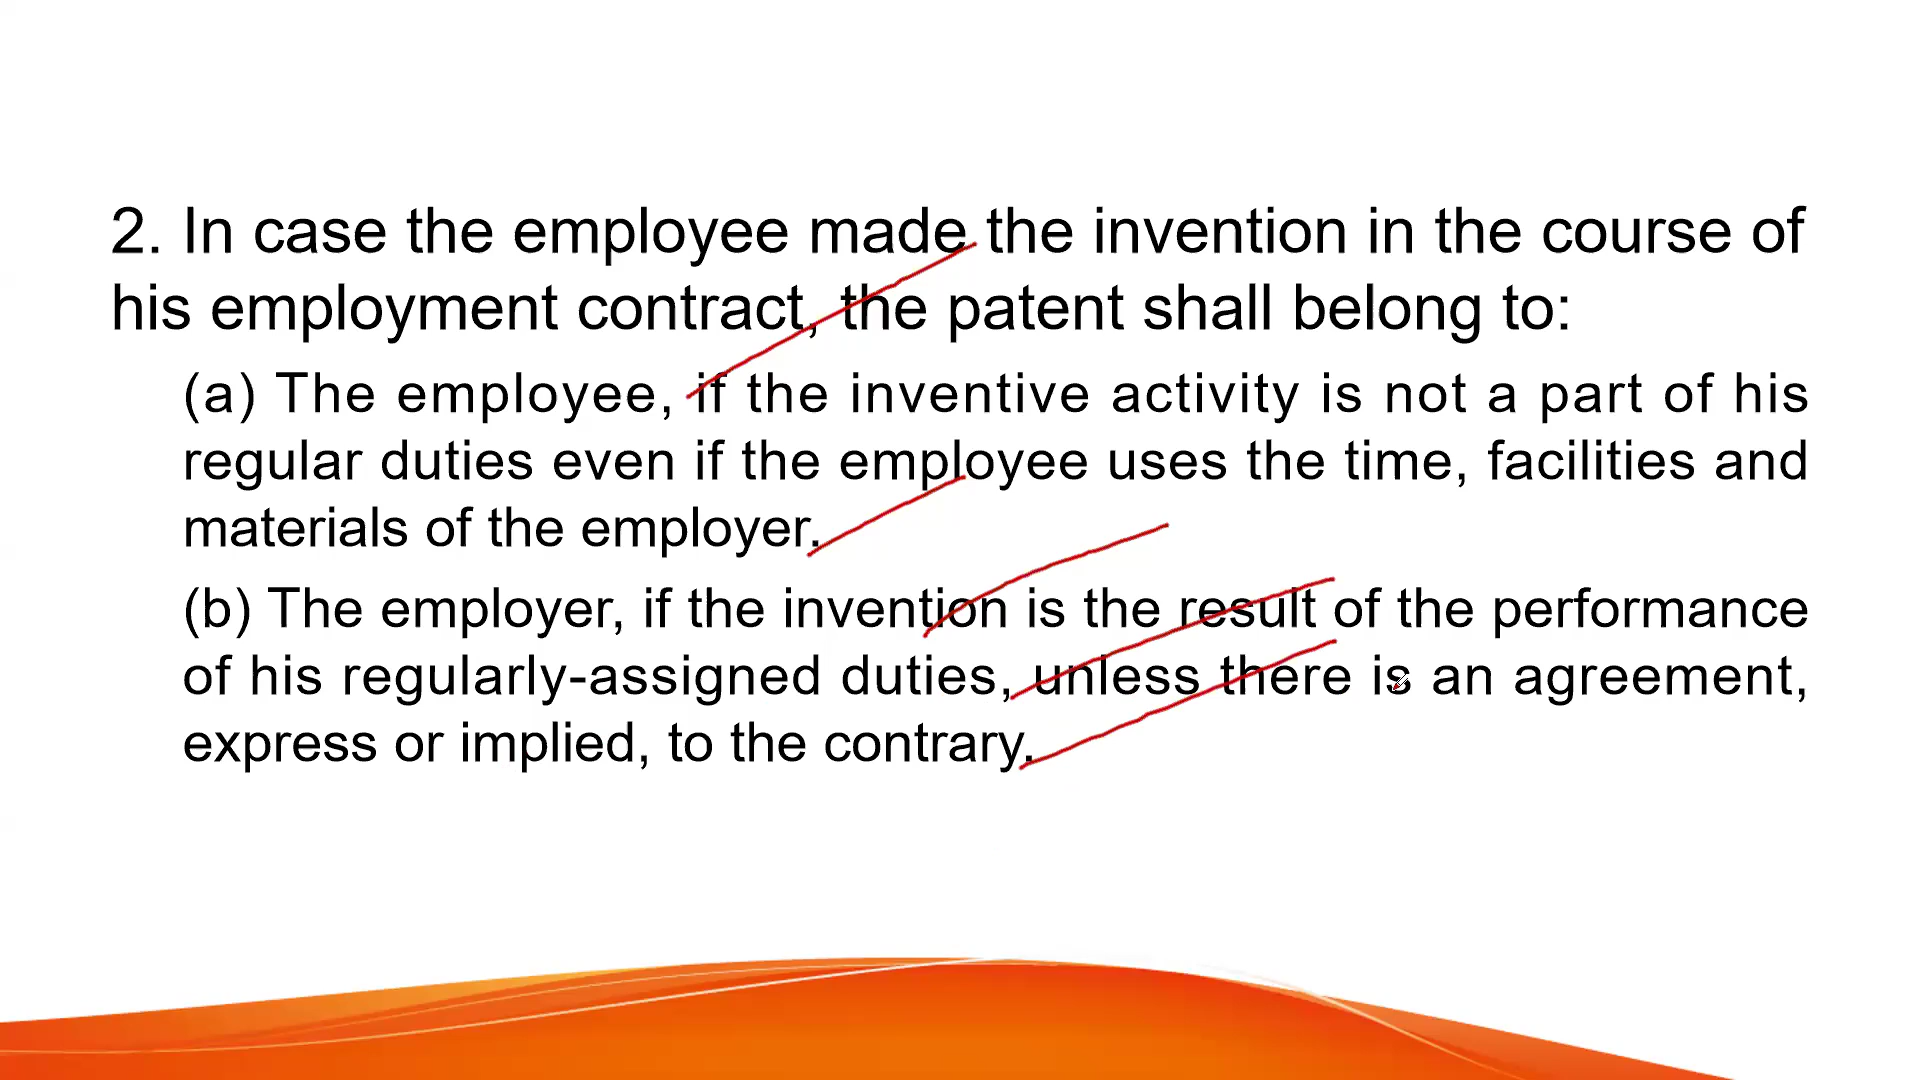 2. In case the employee made the invention in the course of
his employment contract, the patent shall belong to:
(a) The employee, if the inventive activity is not a part of his
regular duties even if the employee uses the time, facilities and
materials of the employer.
(b) The employer, if the invention is the result of the performance
of his regularly-assigned duties, unless there is an agreement,
express or implied, to the contrary.